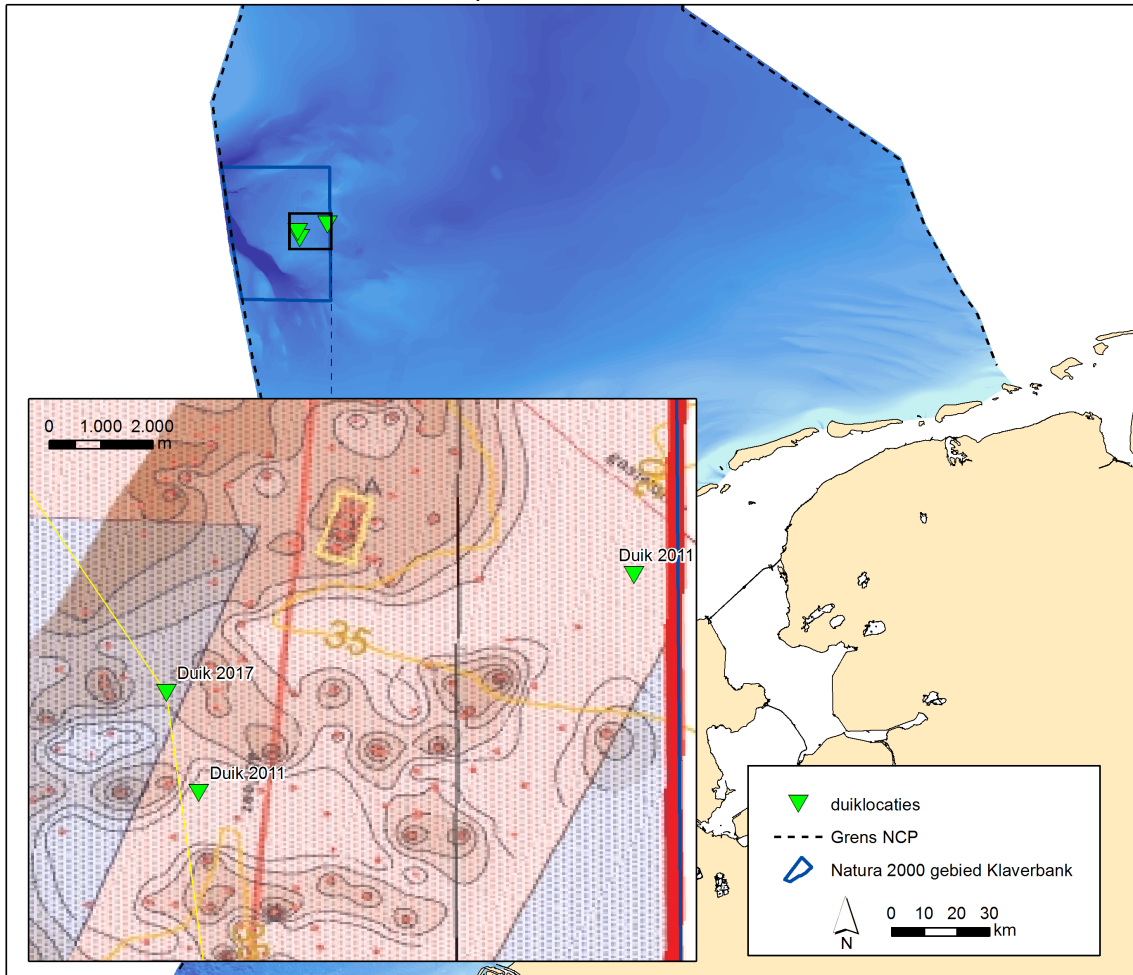 0 1.000 2.000
m
A
Duik 2011
35
Duik 2017
Duik 2011
duiklocaties
Grens NCP
Natura 2000 gebied Klaverbank
0 10 20 30
km
N